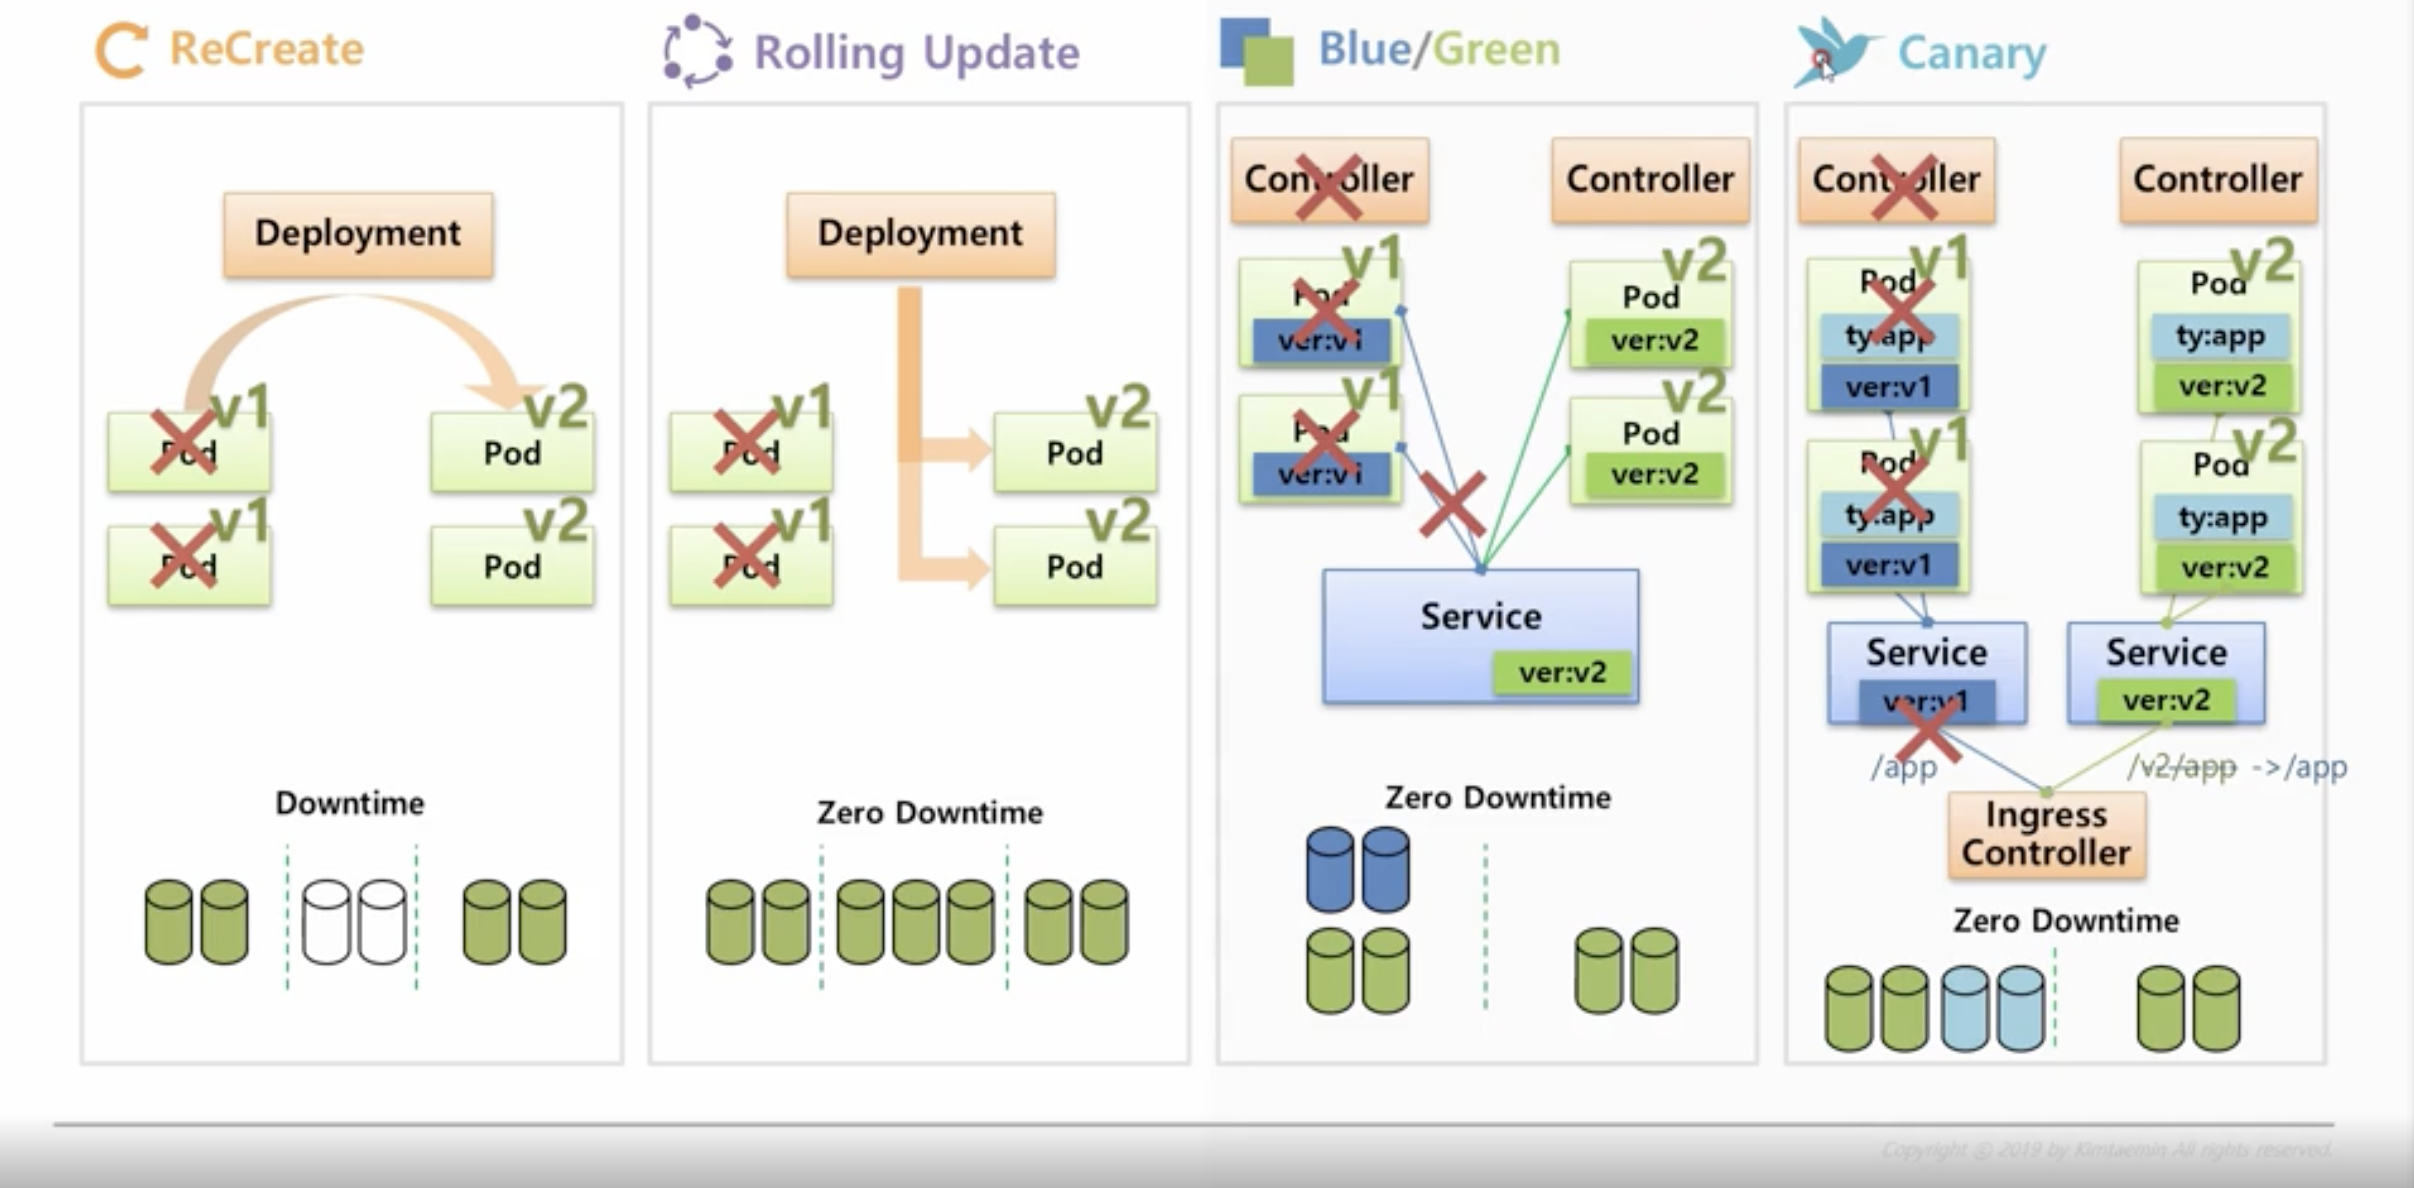 ReCreate
Deployment
v1
Pod
v1
Pod
v2
Pod
v2
Pod
Downtime
Rolling Update
Deployment
v1
Pod
v1
Pod
v2
Pod
v2
Pod
Zero Downtime
Blue/Green
Controller
v1
Pod
ver:v1
v1
Pod
ver:v1
Controller
v2
Pod
ver:v2
v2
Pod
ver:v2
Service
ver:v2
Zero Downtime
Canary
Controller
v1
Pod
ty:app
ver:v1
v1
Pod
ty:app
ver:v1
Service
ver:v1
/app
Controller
v2
Pod
ty:app
ver:v2
v2
Pod
ty:app
ver:v2
Service
ver:v2
/v2/app ->/app
Ingress
Controller
Zero Downtime
Copyright ⓒ 2019 by Kimtaemin All rights reserved.